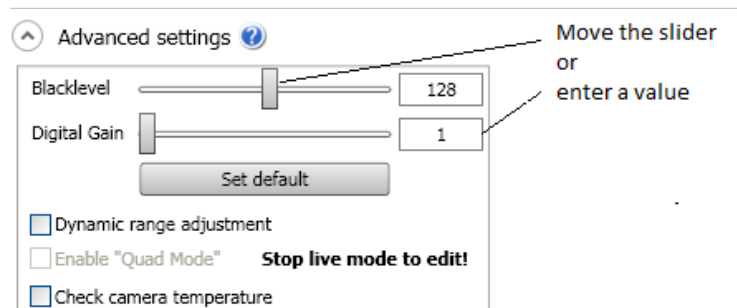 Advanced settings ?
Move the slider
or
enter a value
Blacklevel 128
Digital Gain 1
Set default
Dynamic range adjustment
Enable "Quad Mode" Stop live mode to edit!
Check camera temperature